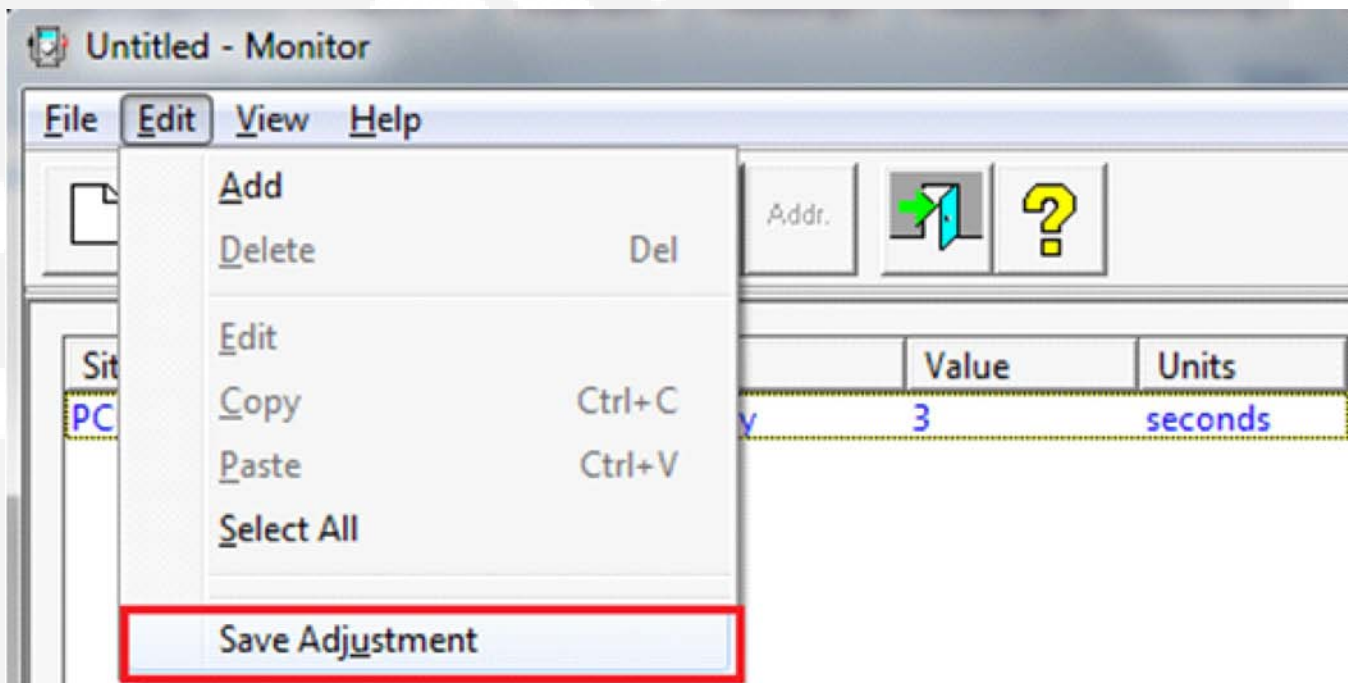 Untitled - Monitor
File Edit View Help
Add
Addr.
Delete Del
Edit
Sit Value Units
Copy Ctrl+C
PC y 3 seconds
Paste Ctrl+V
Select All
Save Adjustment